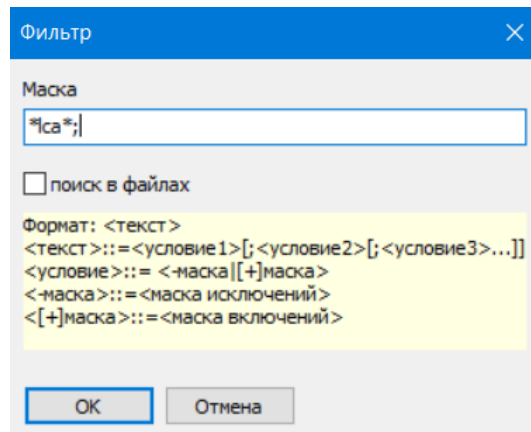 Фильтр
Маска
*lca*;
поиск в файлах
Формат: <текст>
<текст>::=<условие1>[;<условие2>[;<условие3>...]]
<условие>::= <-маска|[+]маска>
<-маска>::=<маска исключений>
<[+]маска>::=<маска включений>
OK
Отмена